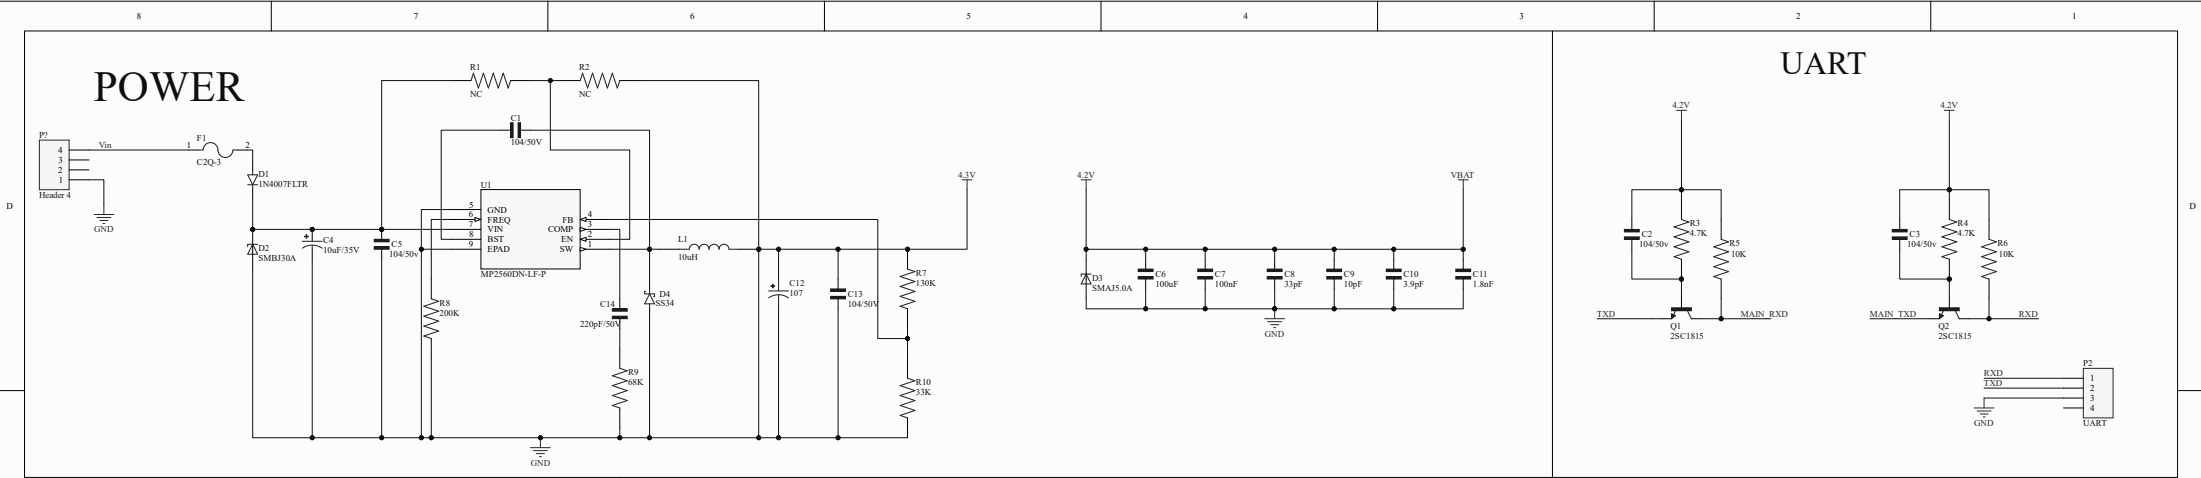 8 7 6 5 4 3 2 1
POWER
UART
R1
NC
R2
NC
C1
104/50V
P?
4
3
2
1
Header 4
Vin
1
F1
C2Q-3
2
GND
D1
1N4007FLTR
D2
SMBJ30A
C4
10uF/35V
C5
104/50v
U1
5 GND
6 FREQ
7 VIN
8 BST
9 EPAD
FB 4
COMP 3
EN 2
SW 1
MP2560DN-LF-P
L1
10uH
R8
200K
C14
220pF/50V
D4
SS34
R9
68K
C12
107
C13
104/50V
R7
130K
R10
33K
4.3V
GND
4.2V
VBAT
D3
SMAJ5.0A
C6
100uF
C7
100nF
C8
33pF
C9
10pF
C10
3.9pF
C11
1.8nF
GND
4.2V
C2
104/50v
R3
4.7K
R5
10K
TXD
Q1
2SC1815
MAIN_RXD
4.2V
C3
104/50v
R4
4.7K
R6
10K
MAIN_TXD
Q2
2SC1815
RXD
P2
RXD
TXD
1
2
3
4
GND
UART
D
D